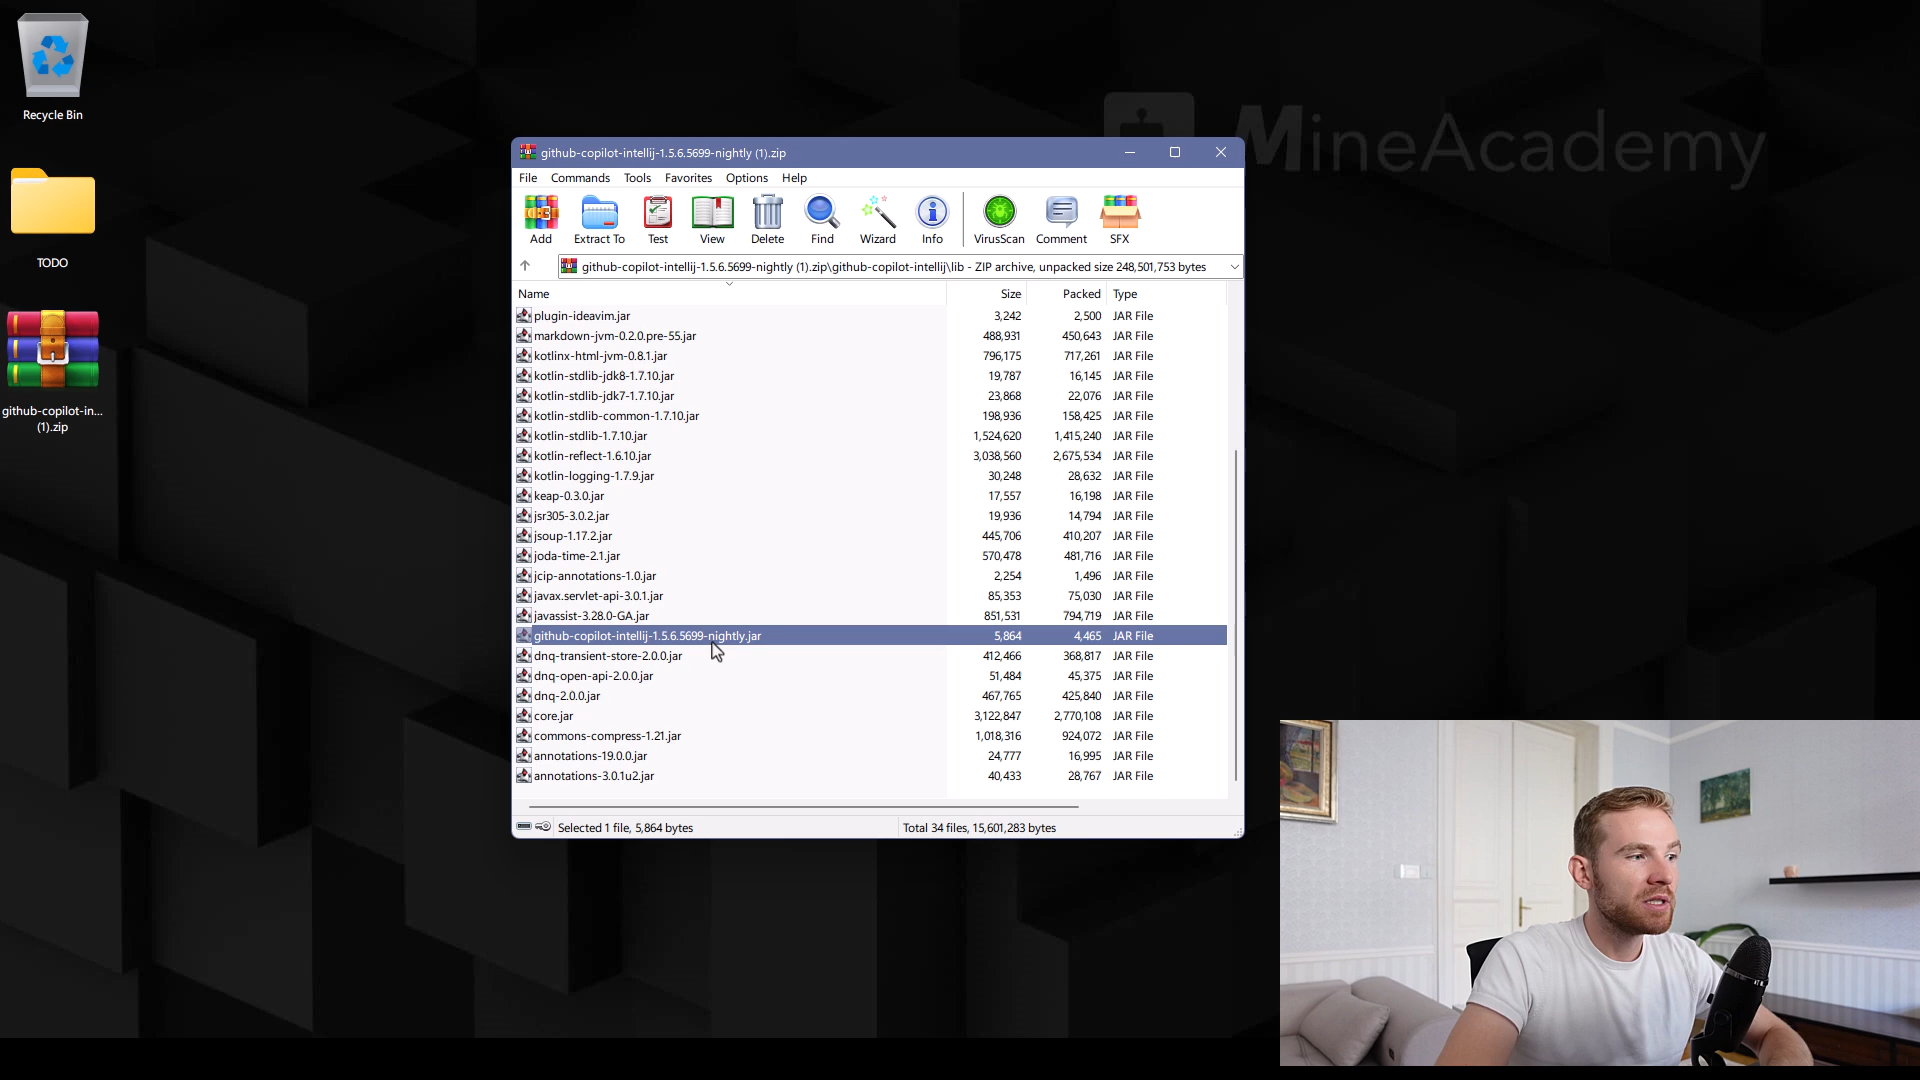 Recycle Bin
TODO
github-copilot-in...
(1).zip
MineAcademy
github-copilot-intellij-1.5.6.5699-nightly (1).zip
File Commands Tools Favorites Options Help
Add Extract To Test View Delete Find Wizard Info VirusScan Comment SFX
github-copilot-intellij-1.5.6.5699-nightly (1).zip\github-copilot-intellij\lib - ZIP archive, unpacked size 248,501,753 bytes
Name Size Packed Type
plugin-ideavim.jar 3,242 2,500 JAR File
markdown-jvm-0.2.0.pre-55.jar 488,931 450,643 JAR File
kotlinx-html-jvm-0.8.1.jar 796,175 717,261 JAR File
kotlin-stdlib-jdk8-1.7.10.jar 19,787 16,145 JAR File
kotlin-stdlib-jdk7-1.7.10.jar 23,868 22,076 JAR File
kotlin-stdlib-common-1.7.10.jar 198,936 158,425 JAR File
kotlin-stdlib-1.7.10.jar 1,524,620 1,415,240 JAR File
kotlin-reflect-1.6.10.jar 3,038,560 2,675,534 JAR File
kotlin-logging-1.7.9.jar 30,248 28,632 JAR File
keap-0.3.0.jar 17,557 16,198 JAR File
jsr305-3.0.2.jar 19,936 14,794 JAR File
jsoup-1.17.2.jar 445,706 410,207 JAR File
joda-time-2.1.jar 570,478 481,716 JAR File
jcip-annotations-1.0.jar 2,254 1,496 JAR File
javax.servlet-api-3.0.1.jar 85,353 75,030 JAR File
javassist-3.28.0-GA.jar 851,531 794,719 JAR File
github-copilot-intellij-1.5.6.5699-nightly.jar 5,864 4,465 JAR File
dnq-transient-store-2.0.0.jar 412,466 368,817 JAR File
dnq-open-api-2.0.0.jar 51,484 45,375 JAR File
dnq-2.0.0.jar 467,765 425,840 JAR File
core.jar 3,122,847 2,770,108 JAR File
commons-compress-1.21.jar 1,018,316 924,072 JAR File
annotations-19.0.0.jar 24,777 16,995 JAR File
annotations-3.0.1u2.jar 40,433 28,767 JAR File
Selected 1 file, 5,864 bytes Total 34 files, 15,601,283 bytes